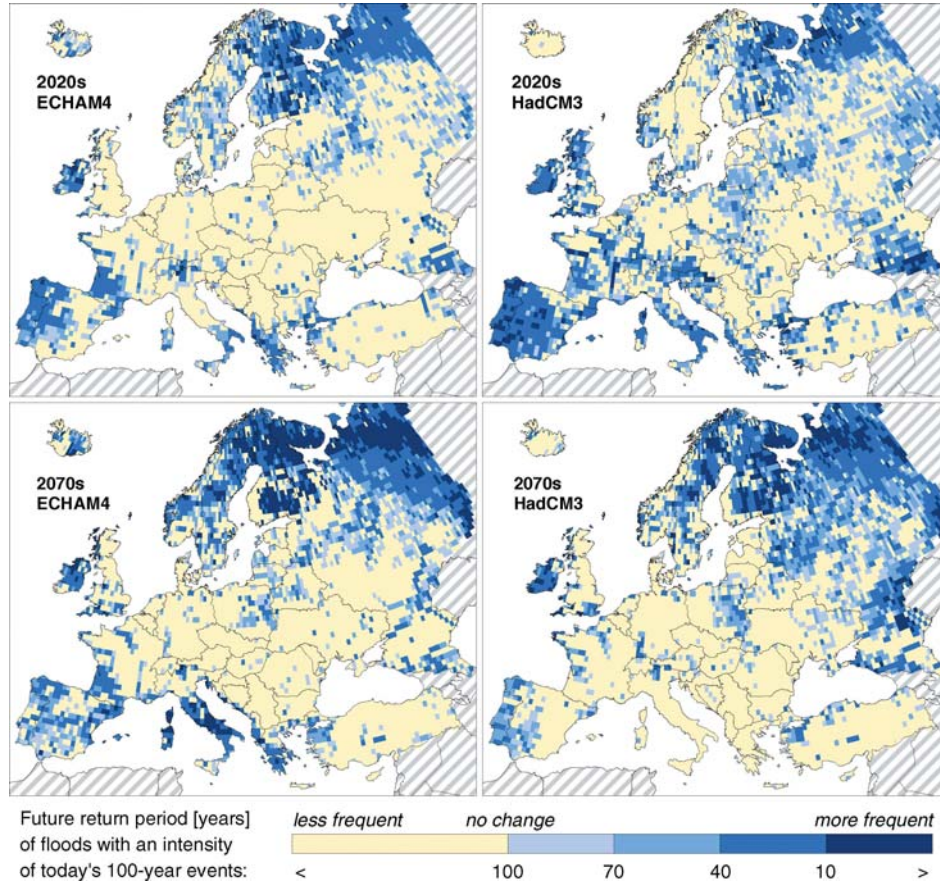 2020s
ECHAM4
2020s
HadCM3
2070s
ECHAM4
2070s
HadCM3
Future return period [years]
of floods with an intensity
of today's 100-year events:
less frequent no change more frequent
< 100 70 40 10 >